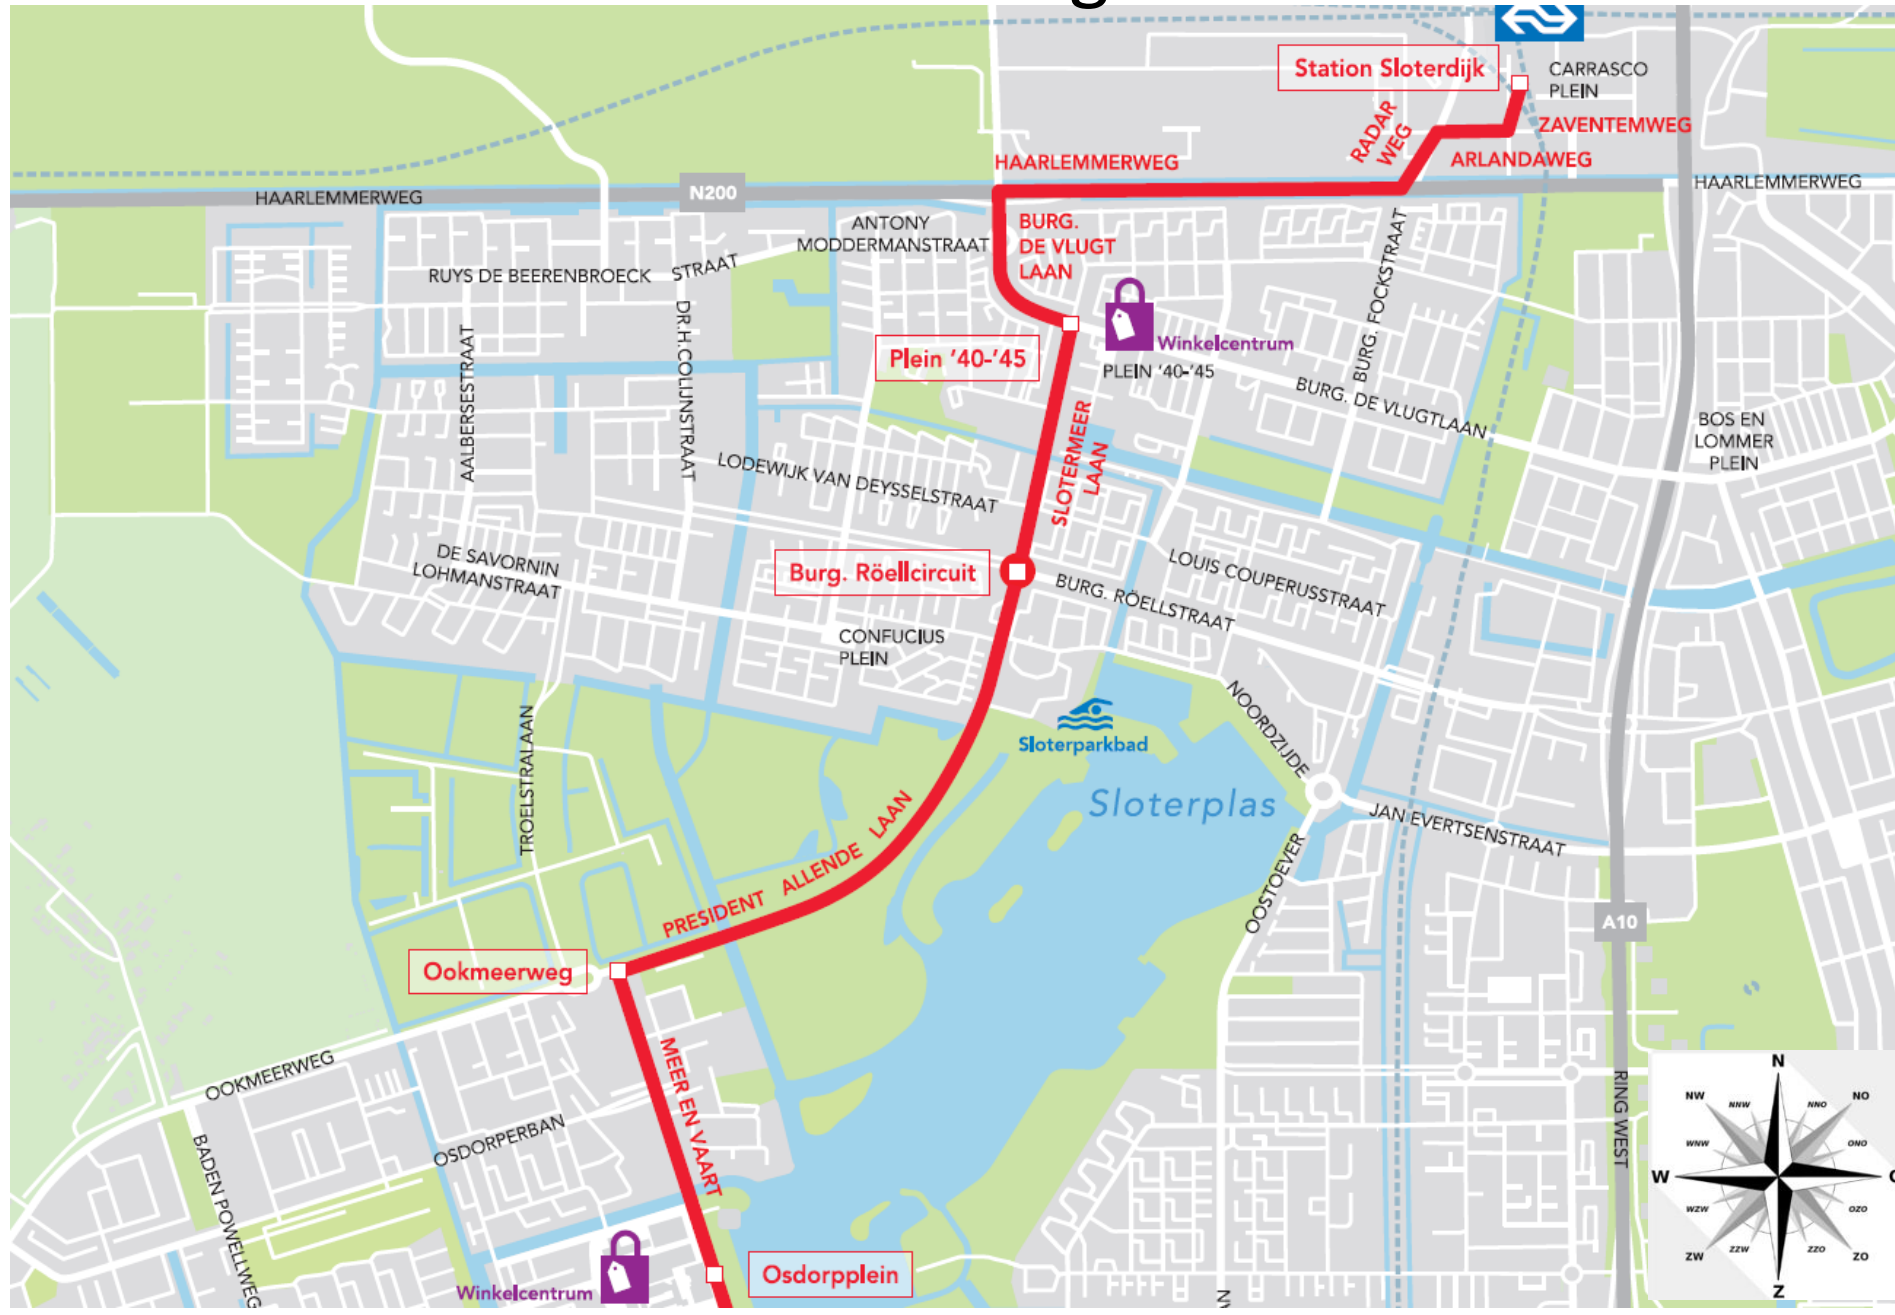 Station Sloterdijk
CARRASCO
PLEIN
RADAR
WEG
ZAVENTEMWEG
ARLANDAWEG
HAARLEMMERWEG
HAARLEMMERWEG
N200
HAARLEMMERWEG
ANTONY
MODDERMANSTRAAT
BURG.
DE VLUGT
LAAN
RUYS DE BEERENBROECK STRAAT
BURG. FOCKSTRAAT
Winkelcentrum
PLEIN '40-'45
Plein '40-'45
AALBERSESTRAAT
DR.H.COLIJNSTRAAT
BURG. DE VLUGTLAAN
BOS EN
LOMMER
PLEIN
SLOTERMEER
LAAN
LODEWIJK VAN DEYSSELSTRAAT
DE SAVORNIN
LOHMANSTRAAT
Burg. Röellcircuit
LOUIS COUPERUSSTRAAT
BURG. RÖELLSTRAAT
CONFUCIUS
PLEIN
NOORDZIJDE
Sloterparkbad
TROELSTRALAAN
Sloterplas
JAN EVERTSENSTRAAT
PRESIDENT ALLENDE LAAN
OOSTOEVER
A10
Ookmeerweg
MEER EN VAART
OOKMEERWEG
RING WEST
OSDORPERBAN
BADEN POWELLWEG
Winkelcentrum
Osdorpplein
N
NW
NNW
NNO
NO
WNW
ONO
W
WZW
OZO
ZW
ZZW
ZZO
ZO
Z